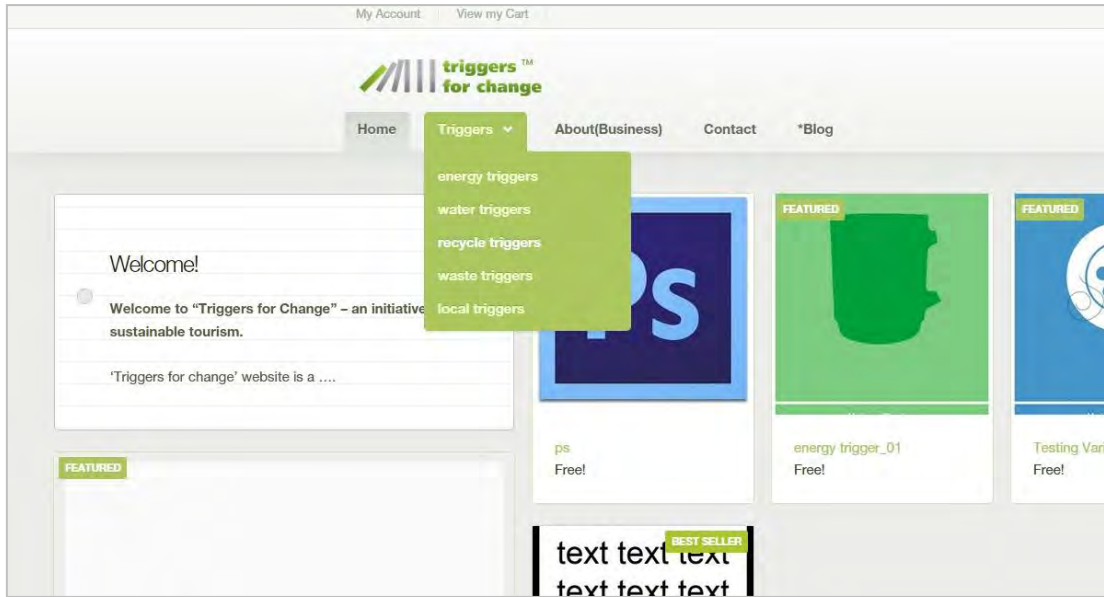 My Account
View my Cart
triggers ™
for change
Home
Triggers
About(Business)
Contact
*Blog
energy triggers
water triggers
recycle triggers
waste triggers
local triggers
Welcome!
Welcome to “Triggers for Change” – an initiative
sustainable tourism.
‘Triggers for change’ website is a ….
FEATURED
Ps
ps
Free!
FEATURED
energy trigger_01
Free!
FEATURED
Testing Vari
Free!
BEST SELLER
text text text
text text text